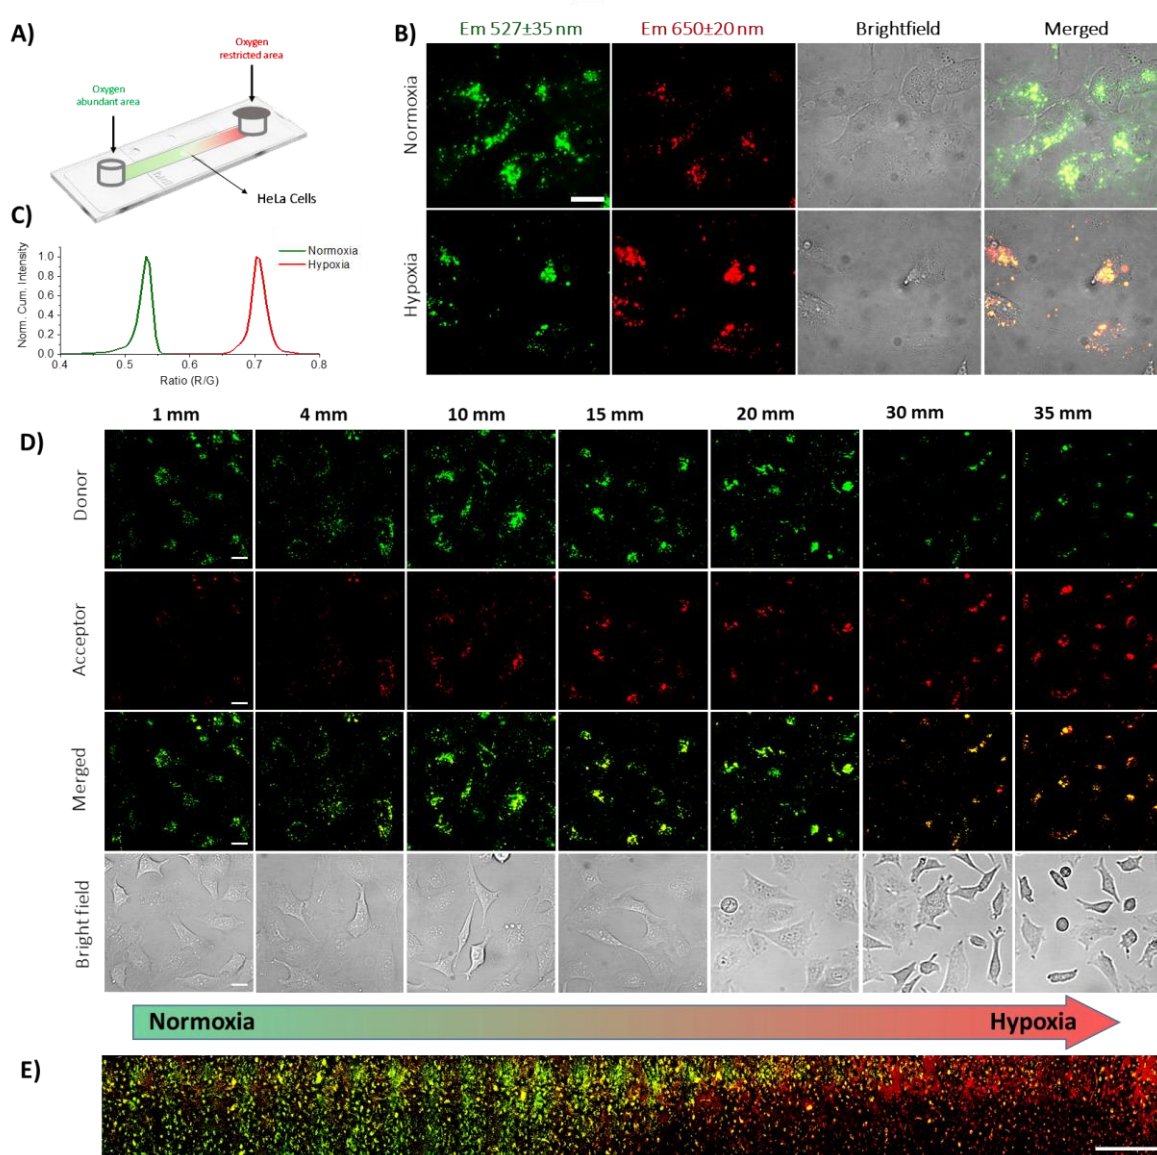 A)
Oxygen
restricted area
Oxygen
abundant area
HeLa Cells
B)
Em 527±35 nm Em 650±20 nm Brightfield Merged
Normoxia
Hypoxia
C)
Normoxia
Hypoxia
Norm. Cum. Intensity
1.0
0.8
0.6
0.4
0.2
0.0
0.4 0.5 0.6 0.7 0.8
Ratio (R/G)
1 mm 4 mm 10 mm 15 mm 20 mm 30 mm 35 mm
D)
Donor
Acceptor
Merged
Bright field
Normoxia Hypoxia
E)